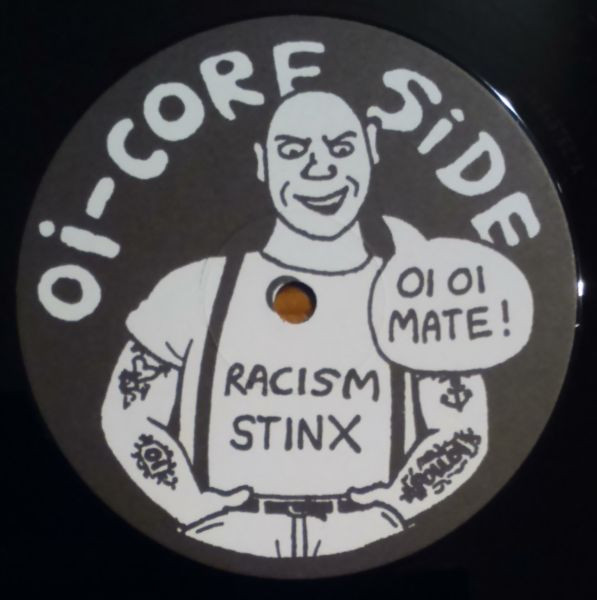 Oi-CORE SiDE
OI OI
MATE!
RACISM
STINX
OI!